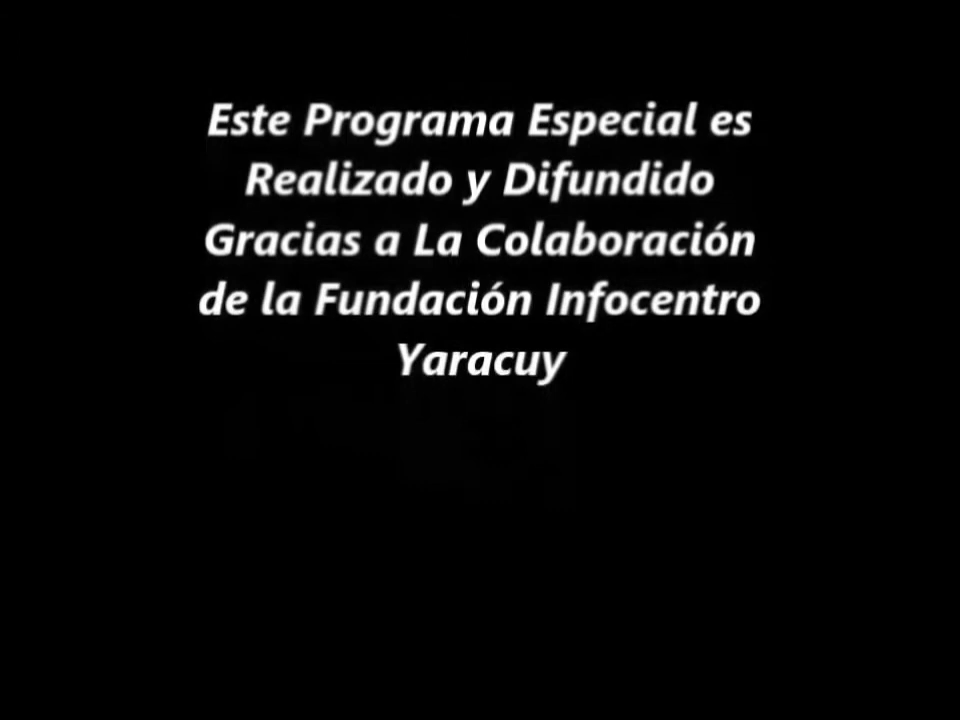 Este Programa Especial es
Realizado y Difundido
Gracias a La Colaboración
de la Fundación Infocentro
Yaracuy